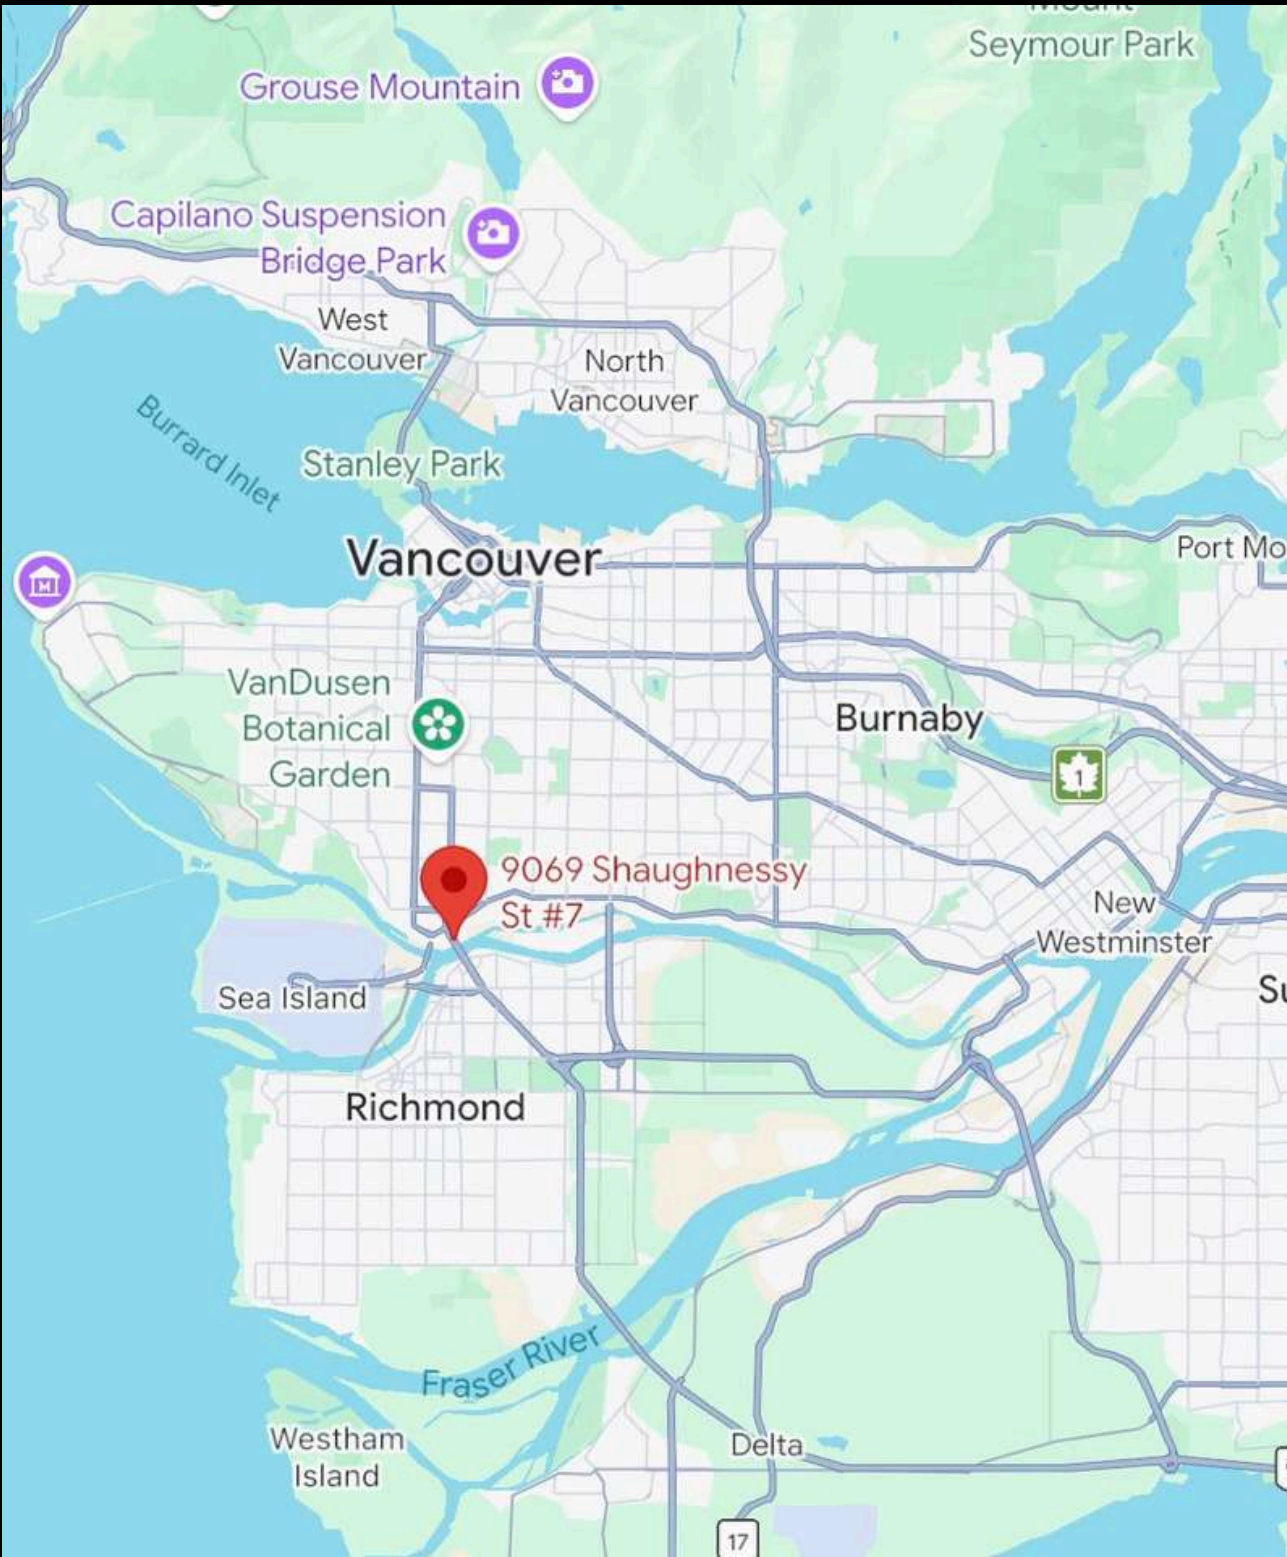 Mount
Seymour Park
Grouse Mountain
Capilano Suspension
Bridge Park
West
Vancouver
North
Vancouver
Burrard Inlet
Stanley Park
Vancouver
Port Mo
M
VanDusen
Botanical
Garden
Burnaby
1
9069 Shaughnessy
St #7
New
Westminster
Sea Island
Su
Richmond
Fraser River
Westham
Island
Delta
17